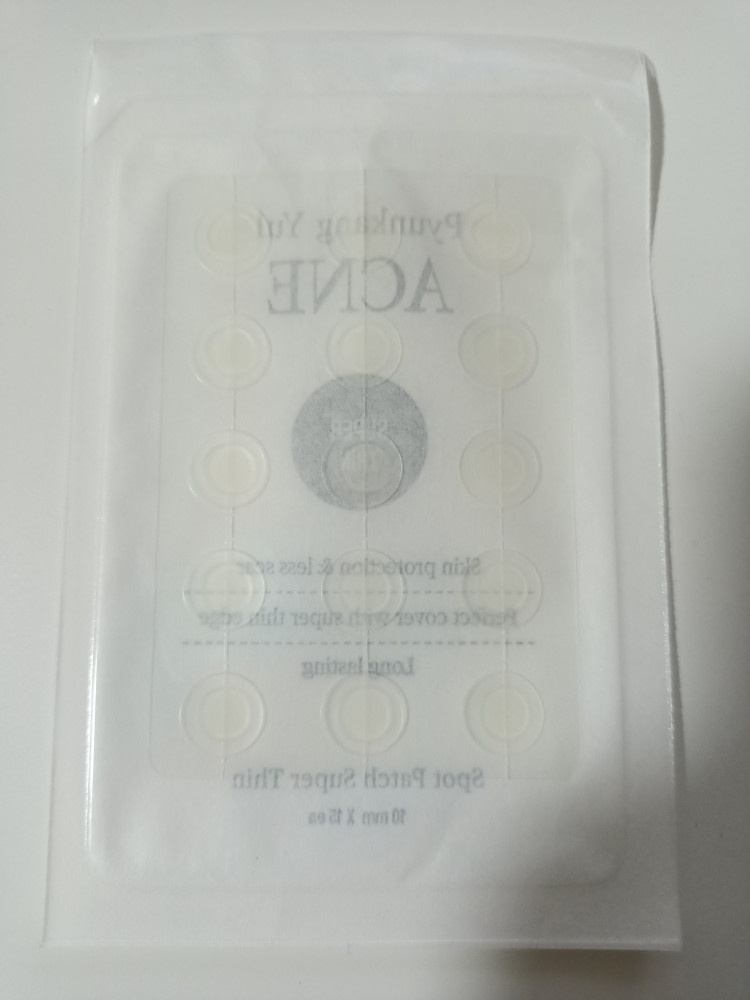 Pyunkang Yul
ACNE
Skin protection & less scar
Perfect cover with super thin edge
Long lasting
Spot Patch Super Thin
10 mm X 15 ea